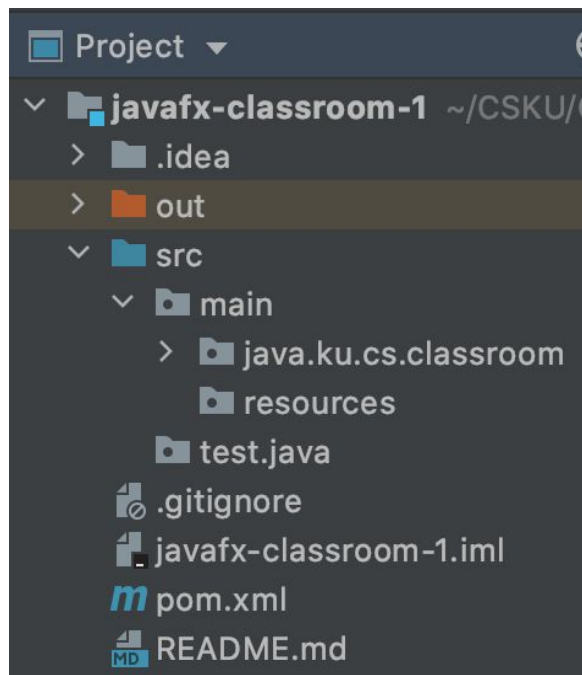 Project
javafx-classroom-1 ~/CSKU/
.idea
out
src
main
java.ku.cs.classroom
resources
test.java
.gitignore
javafx-classroom-1.iml
m pom.xml
MD README.md